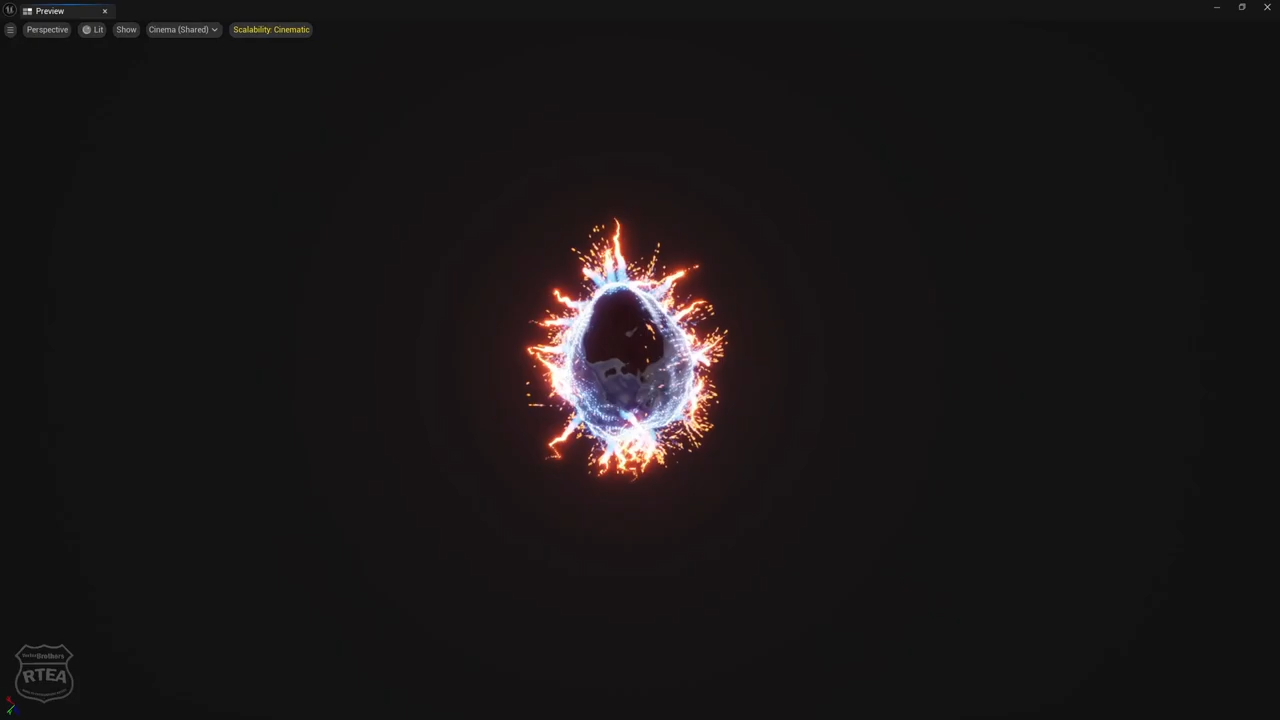 Preview
Perspective
Lit
Show
Cinema (Shared)
Scalability: Cinematic
RTEA